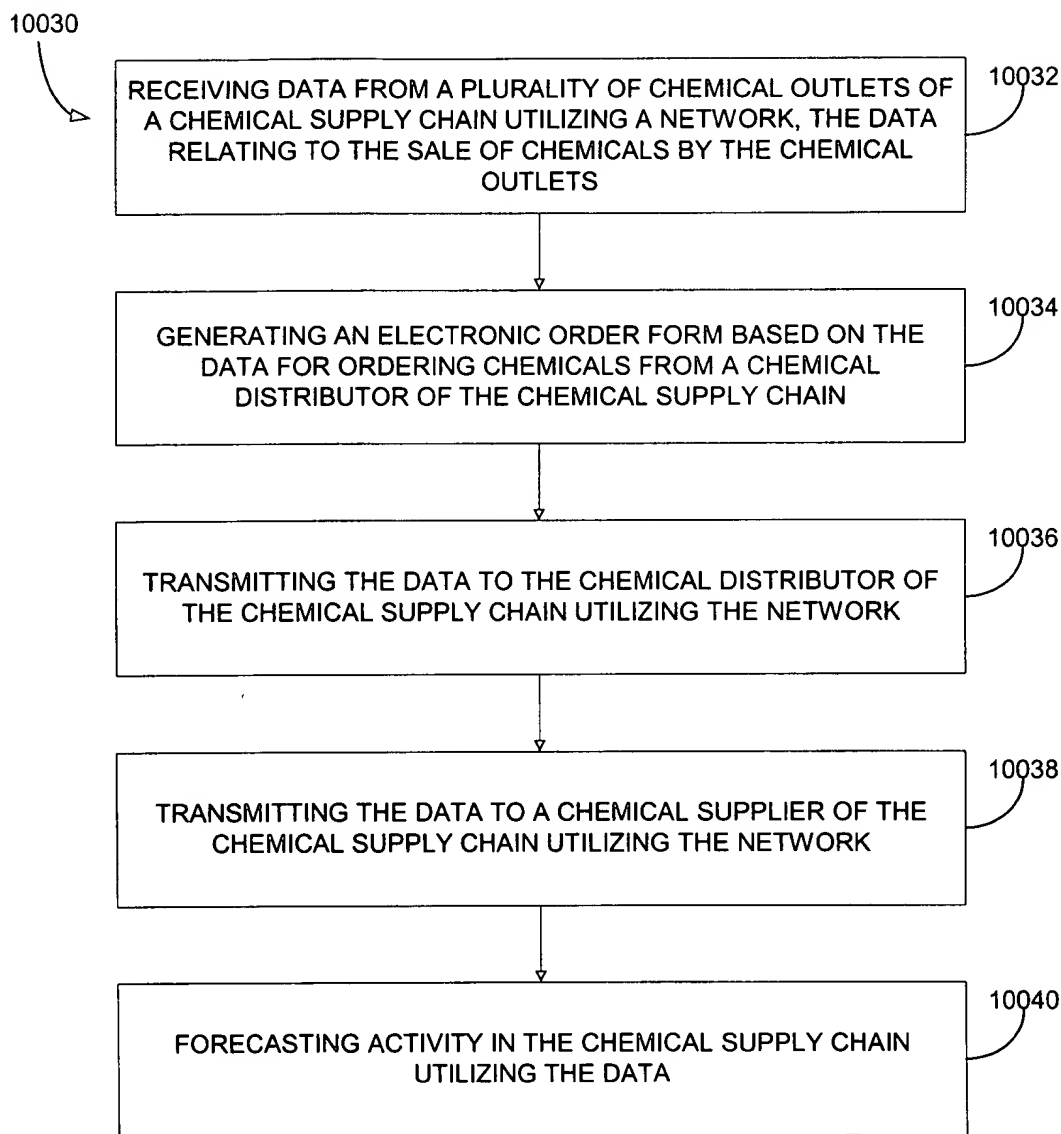 10030
RECEIVING DATA FROM A PLURALITY OF CHEMICAL OUTLETS OF
A CHEMICAL SUPPLY CHAIN UTILIZING A NETWORK, THE DATA
RELATING TO THE SALE OF CHEMICALS BY THE CHEMICAL
OUTLETS
10032
GENERATING AN ELECTRONIC ORDER FORM BASED ON THE
DATA FOR ORDERING CHEMICALS FROM A CHEMICAL
DISTRIBUTOR OF THE CHEMICAL SUPPLY CHAIN
10034
TRANSMITTING THE DATA TO THE CHEMICAL DISTRIBUTOR OF
THE CHEMICAL SUPPLY CHAIN UTILIZING THE NETWORK
10036
TRANSMITTING THE DATA TO A CHEMICAL SUPPLIER OF THE
CHEMICAL SUPPLY CHAIN UTILIZING THE NETWORK
10038
FORECASTING ACTIVITY IN THE CHEMICAL SUPPLY CHAIN
UTILIZING THE DATA
10040